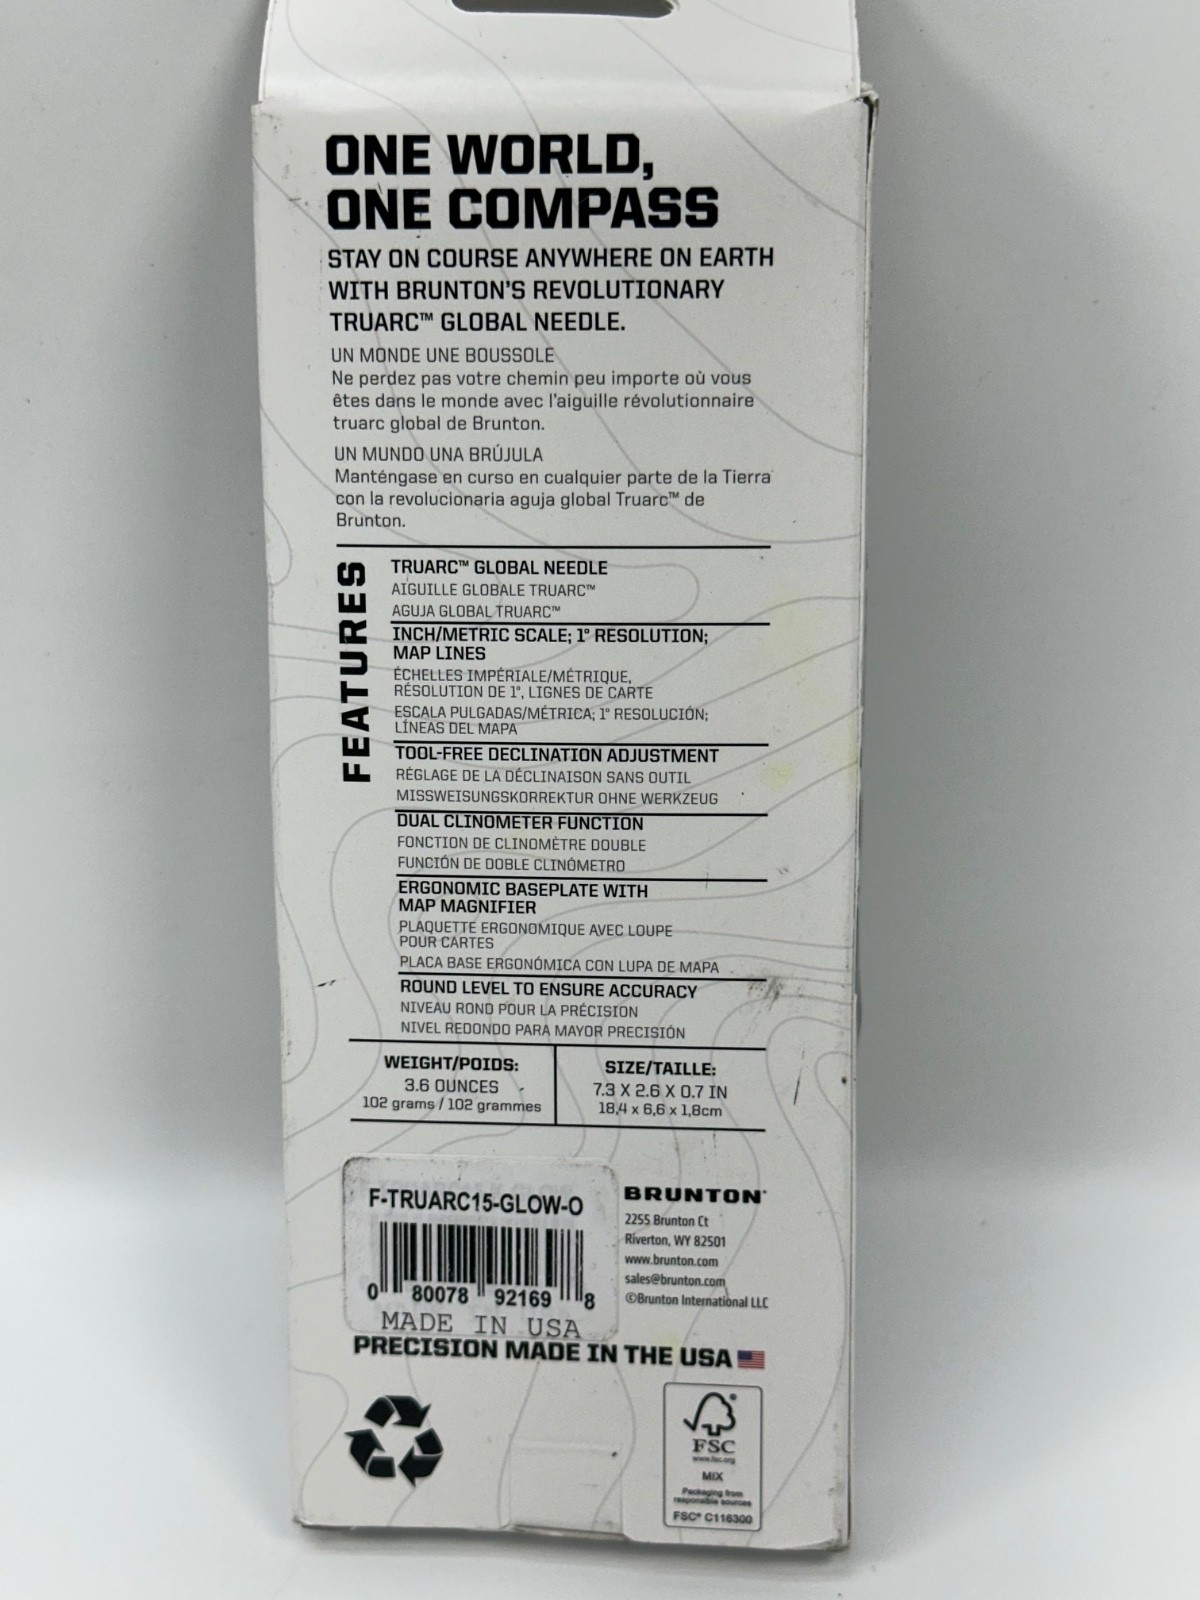 ONE WORLD,
ONE COMPASS
STAY ON COURSE ANYWHERE ON EARTH
WITH BRUNTON'S REVOLUTIONARY
TRUARC™ GLOBAL NEEDLE.
UN MONDE UNE BOUSSOLE
Ne perdez pas votre chemin peu importe où vous
êtes dans le monde avec l'aiguille révolutionnaire
truarc global de Brunton.
UN MUNDO UNA BRÚJULA
Manténgase en curso en cualquier parte de la Tierra
con la revolucionaria aguja global Truarc™ de
Brunton.
FEATURES
TRUARC™ GLOBAL NEEDLE
AIGUILLE GLOBALE TRUARC™
AGUJA GLOBAL TRUARC™
INCH/METRIC SCALE; 1° RESOLUTION;
MAP LINES
ÉCHELLES IMPÉRIALE/MÉTRIQUE,
RÉSOLUTION DE 1°, LIGNES DE CARTE
ESCALA PULGADAS/MÉTRICA; 1° RESOLUCIÓN;
LÍNEAS DEL MAPA
TOOL-FREE DECLINATION ADJUSTMENT
RÉGLAGE DE LA DÉCLINAISON SANS OUTIL
MISSWEISUNGSKORREKTUR OHNE WERKZEUG
DUAL CLINOMETER FUNCTION
FONCTION DE CLINOMÈTRE DOUBLE
FUNCIÓN DE DOBLE CLINÓMETRO
ERGONOMIC BASEPLATE WITH
MAP MAGNIFIER
PLAQUETTE ERGONOMIQUE AVEC LOUPE
POUR CARTES
PLACA BASE ERGONÓMICA CON LUPA DE MAPA
ROUND LEVEL TO ENSURE ACCURACY
NIVEAU ROND POUR LA PRÉCISION
NIVEL REDONDO PARA MAYOR PRECISIÓN
WEIGHT/POIDS:
3.6 OUNCES
102 grams / 102 grammes
SIZE/TAILLE:
7.3 X 2.6 X 0.7 IN
18,4 x 6,6 x 1,8cm
F-TRUARC15-GLOW-O
0 80078 92169 8
MADE IN USA
BRUNTON
2255 Brunton Ct
Riverton, WY 82501
www.brunton.com
sales@brunton.com
©Brunton International LLC
PRECISION MADE IN THE USA
FSC®
www.fsc.org
MIX
Packaging from
responsible sources
FSC® C116300